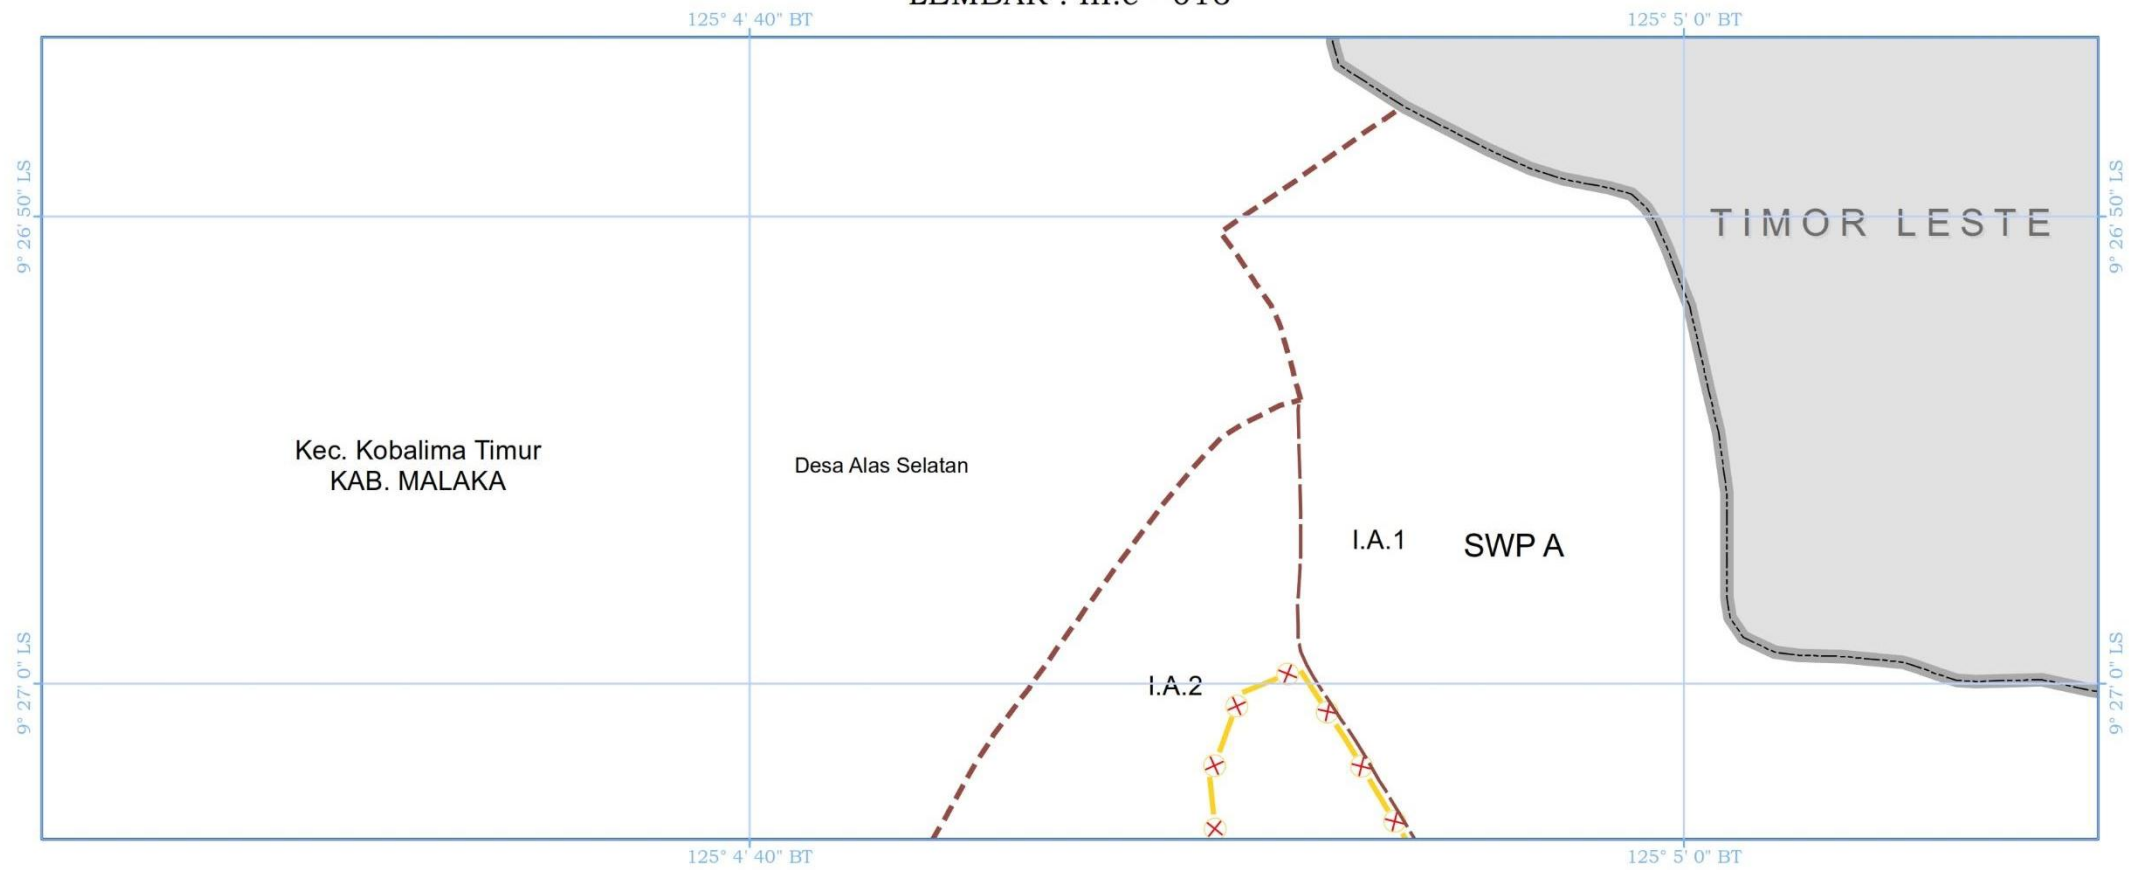 125° 4' 40" BT
125° 5' 0" BT
9° 26' 50" LS
9° 26' 50" LS
TIMOR LESTE
Kec. Kobalima Timur
KAB. MALAKA
Desa Alas Selatan
I.A.1
SWP A
I.A.2
9° 27' 0" LS
9° 27' 0" LS
125° 4' 40" BT
125° 5' 0" BT